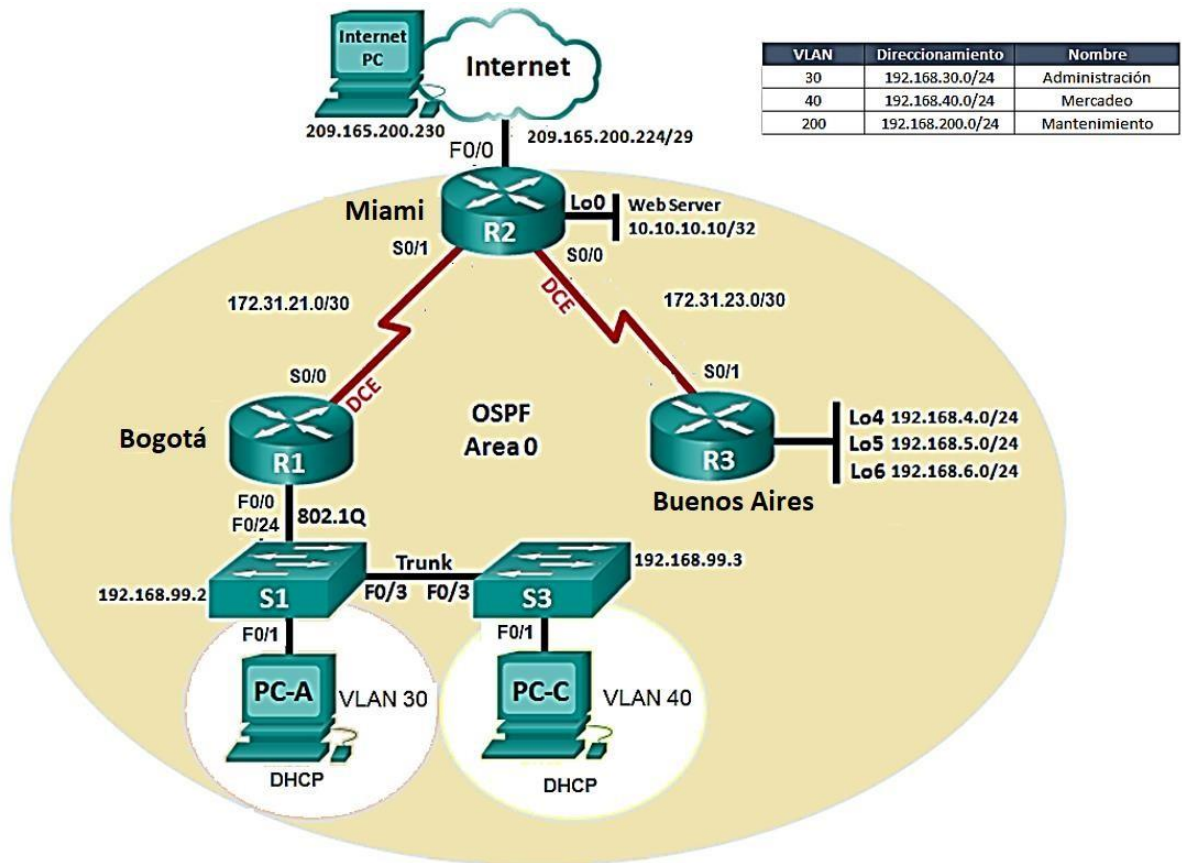 Internet PC
Internet
209.165.200.230
209.165.200.224/29
F0/0
VLAN Direccionamiento Nombre
30 192.168.30.0/24 Administración
40 192.168.40.0/24 Mercadeo
200 192.168.200.0/24 Mantenimiento
Miami
R2
Lo0
Web Server
10.10.10.10/32
S0/1
S0/0
DCE
172.31.21.0/30
172.31.23.0/30
S0/0
DCE
S0/1
OSPF
Area 0
Bogotá
R1
R3
Buenos Aires
Lo4 192.168.4.0/24
Lo5 192.168.5.0/24
Lo6 192.168.6.0/24
F0/0
F0/24
802.1Q
192.168.99.2
S1
Trunk
F0/3
F0/3
S3
192.168.99.3
F0/1
F0/1
PC-A
VLAN 30
DHCP
PC-C
VLAN 40
DHCP